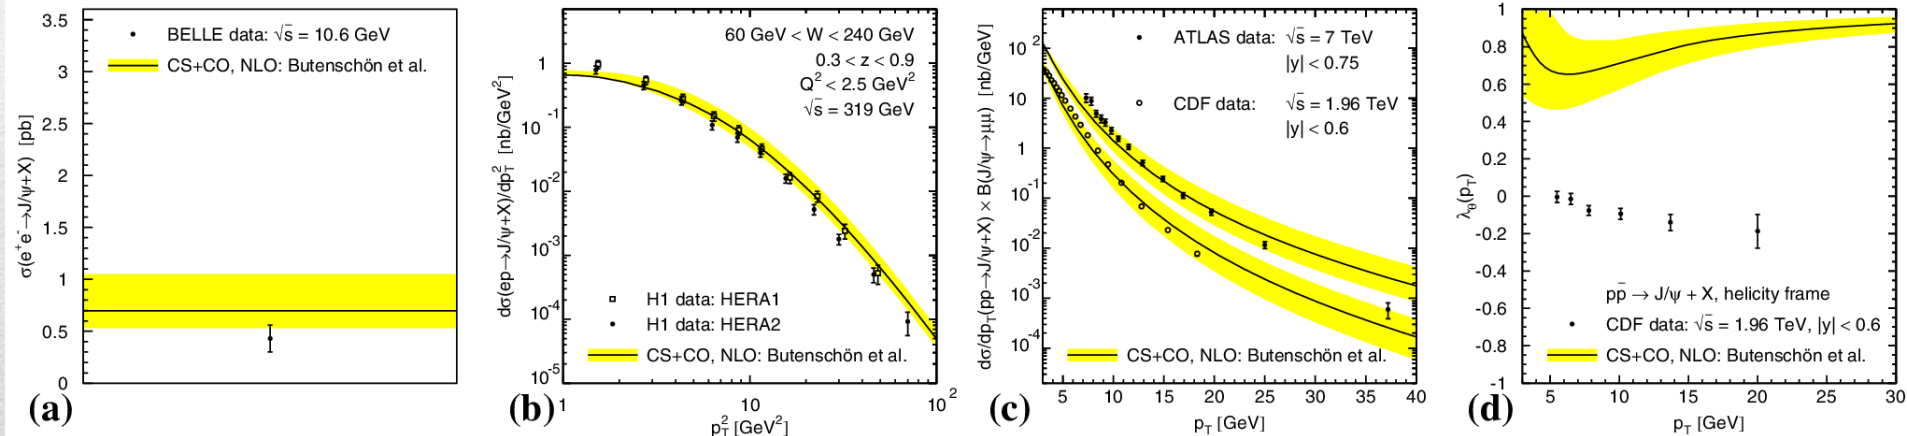 3.5
3
2.5
2
1.5
1
0.5
0
σ(e⁺e⁻→J/ψ+X) [pb]
BELLE data: √s = 10.6 GeV
CS+CO, NLO: Butenschön et al.
(a)
1
10⁻¹
10⁻²
10⁻³
10⁻⁴
10⁻⁵
dσ(ep→J/ψ+X)/dp²_T [nb/GeV²]
60 GeV < W < 240 GeV
0.3 < z < 0.9
Q² < 2.5 GeV²
√s = 319 GeV
H1 data: HERA1
H1 data: HERA2
CS+CO, NLO: Butenschön et al.
1 10 10²
p²_T [GeV²]
(b)
10²
10
1
10⁻¹
10⁻²
10⁻³
10⁻⁴
dσ/dp_T(pp→J/ψ+X) × B(J/ψ→μμ) [nb/GeV]
ATLAS data: √s = 7 TeV
|y| < 0.75
CDF data: √s = 1.96 TeV
|y| < 0.6
CS+CO, NLO: Butenschön et al.
5 10 15 20 25 30 35 40
p_T [GeV]
(c)
1
0.8
0.6
0.4
0.2
0
-0.2
-0.4
-0.6
-0.8
-1
λ_θ(p_T)
pp̄ → J/ψ + X, helicity frame
CDF data: √s = 1.96 TeV, |y| < 0.6
CS+CO, NLO: Butenschön et al.
5 10 15 20 25 30
p_T [GeV]
(d)